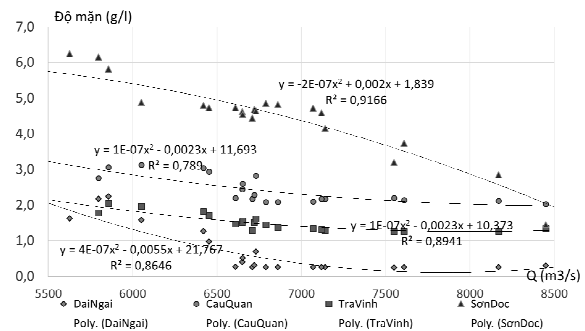 Độ mặn (g/l)
7,0
6,0
5,0
4,0
3,0
2,0
1,0
0,0
y = -2E-07x² + 0,002x + 1,839
R² = 0,9166
y = 1E-07x² - 0,0023x + 11,693
R² = 0,789
y = 1E-07x² - 0,0023x + 10,273
R² = 0,8941
y = 4E-07x² - 0,0055x + 21,767
R² = 0,8646
5500 6000 6500 7000 7500 8000 8500
Q (m3/s)
DaiNgai CauQuan TraVinh SơnDoc
Poly. (DaiNgai) Poly. (CauQuan) Poly. (TraVinh) Poly. (SơnDoc)